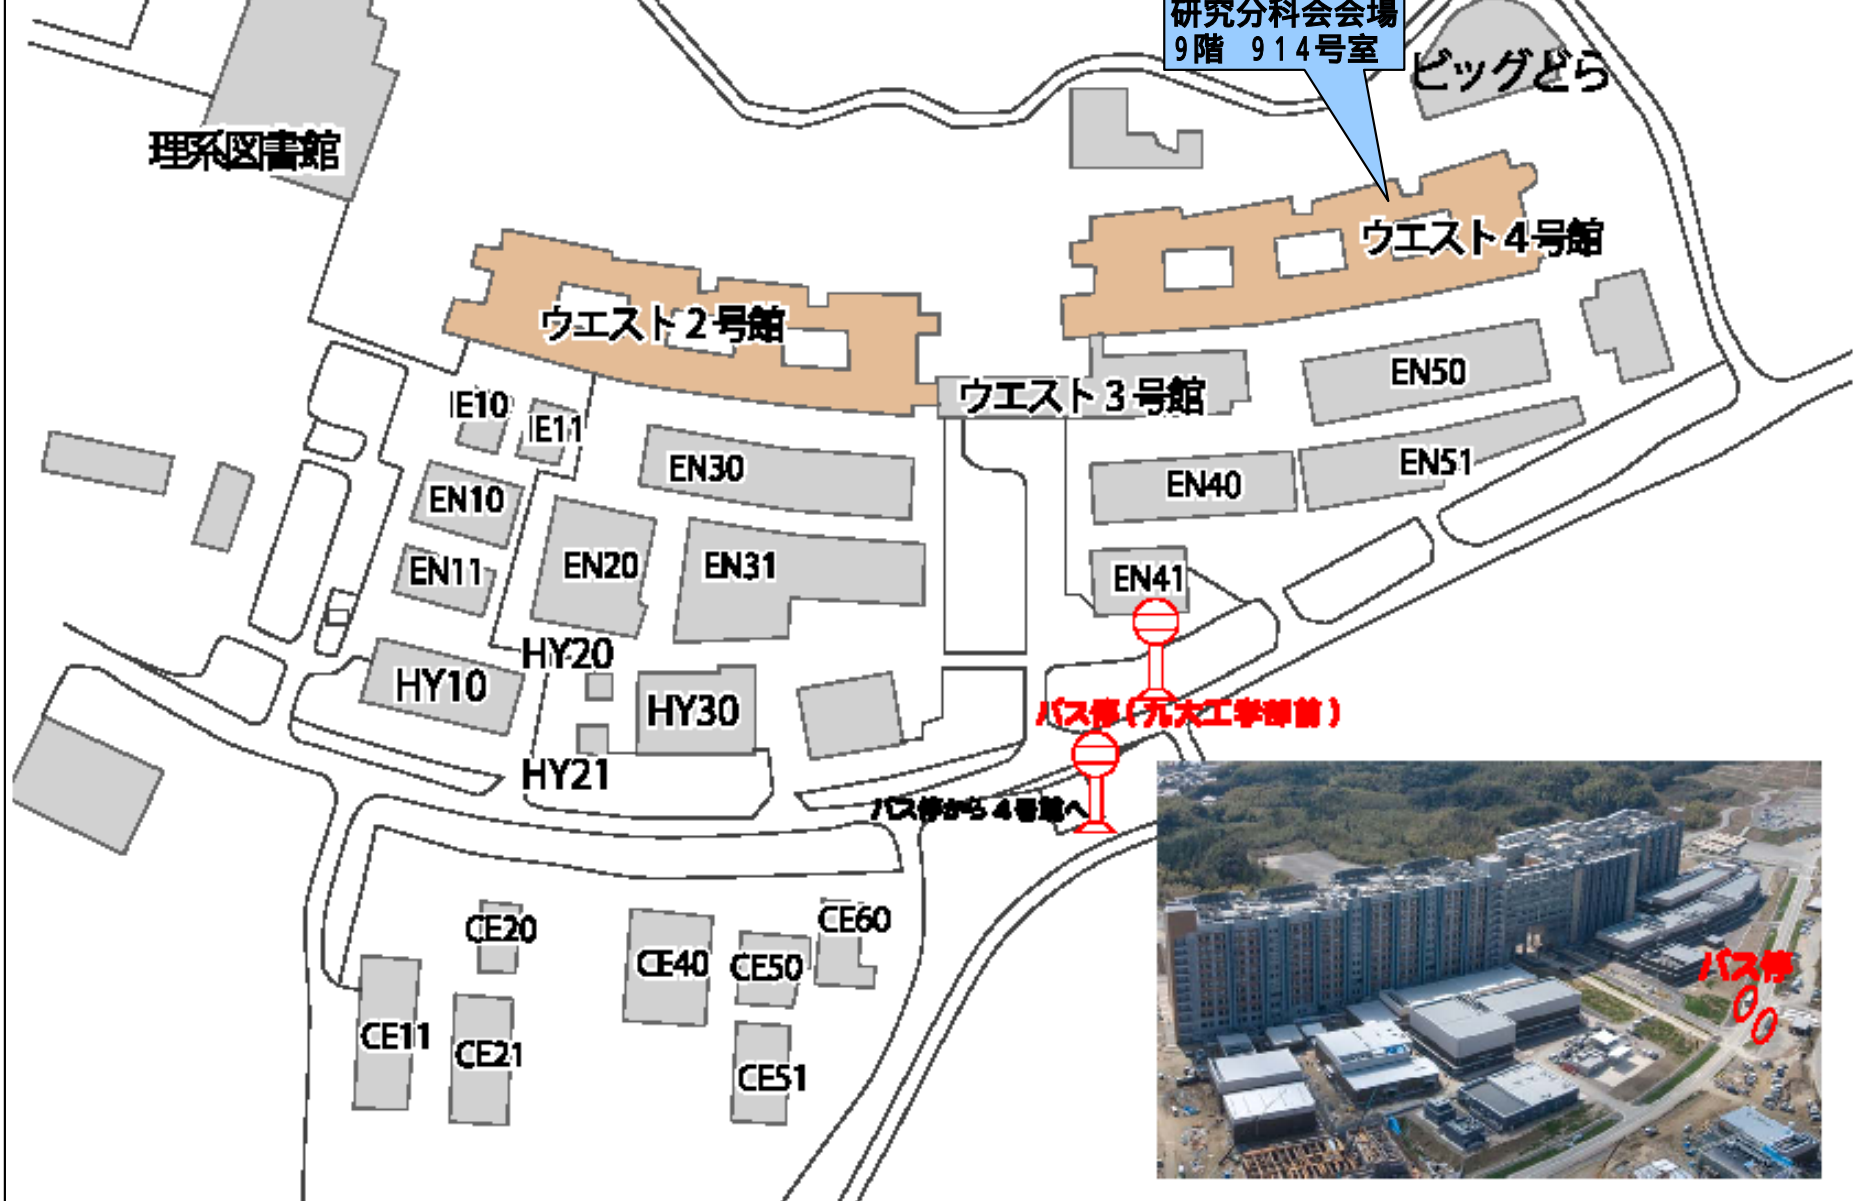 研究分科会会場
9階 914号室
ビッグどら
理系図書館
ウエスト4号館
ウエスト2号館
ウエスト3号館
EN50
IE10
IE11
EN30
EN51
EN10
EN40
EN20
EN31
EN11
EN41
HY20
HY10
HY30
バス停(九大工学部前)
HY21
バス停から4号館へ
CE20
CE60
CE40
CE50
バス停
CE11
CE21
CE51